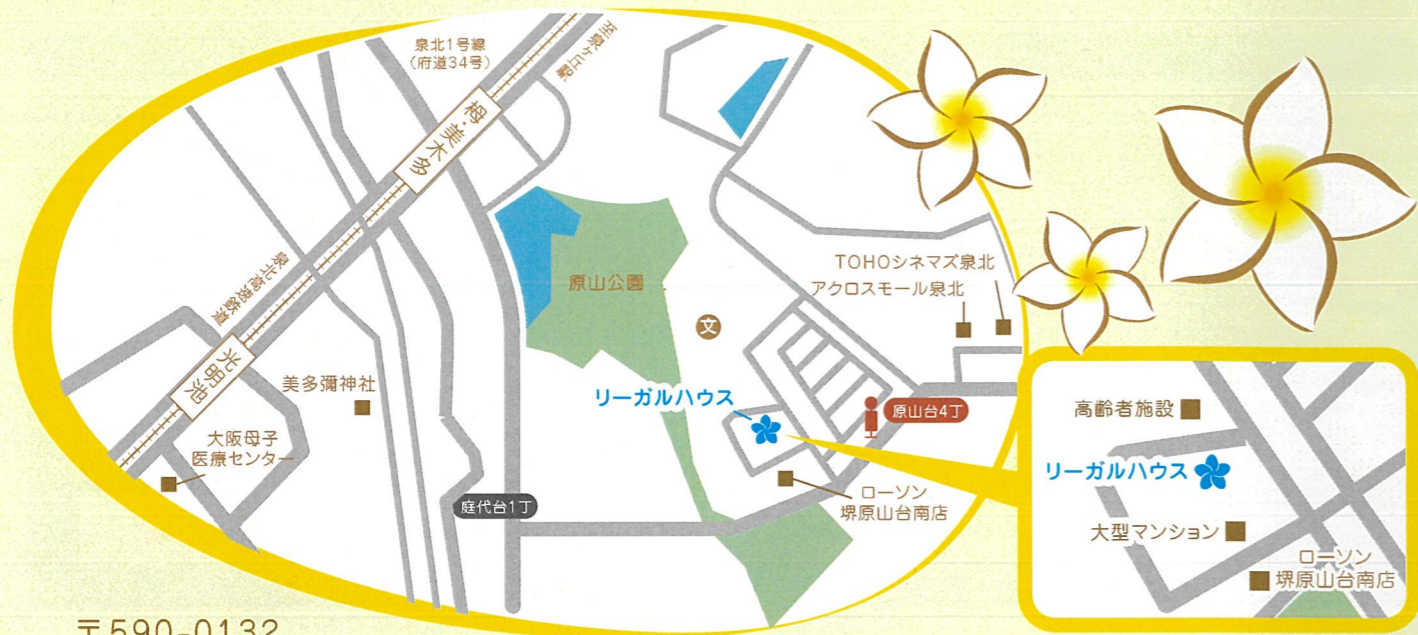 泉北1号線
(府道34号)
至泉ヶ丘駅
栂・美木多
泉北高速鉄道
光明池
美多彌神社
大阪母子
医療センター
原山公園
文
TOHOシネマズ泉北
アクロスモール泉北
リーガルハウス
原山台4丁
ローソン
堺原山台南店
庭代台1丁
高齢者施設
リーガルハウス
大型マンション
ローソン
堺原山台南店
〒590-0132